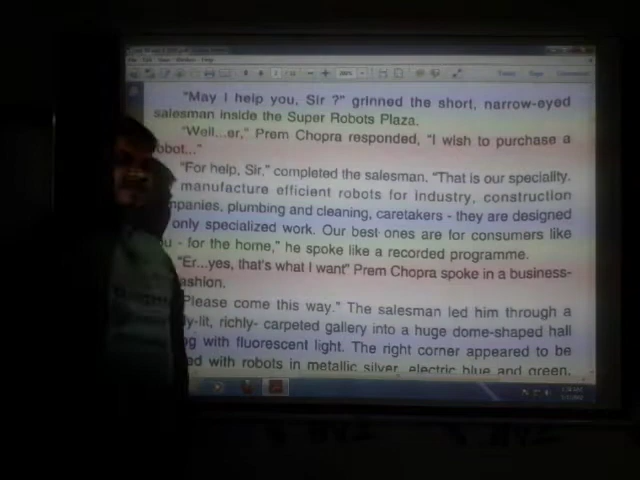 "May I help you, Sir ?" grinned the short, narrow-eyed
salesman inside the Super Robots Plaza.
"Well...er," Prem Chopra responed, "I wish to purchase a
obot..."
"For help, Sir," completed the salesman. "That is our speciality.
manufacture efficient robots for industry, construction
mpanies, plumbing and cleaning, caretakers - they are designed
only specialized work. Our best ones are for consumers like
u - for the home," he spoke like a recorded programme.
"Er...yes, that's what I want" Prem Chopra spoke in a business-
ashion.
Please come this way." The salesman led him through a
ly-lit, richly- carpeted gallery into a huge dome-shaped hall
g with fluorescent light. The right corner appeared to be
ed with robots in metallic silver, electric blue and green,